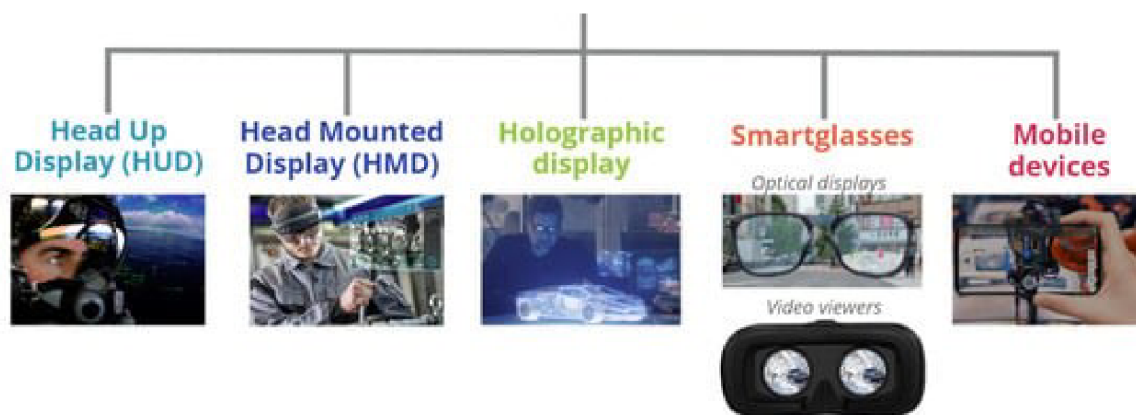 Head Up
Display (HUD)
Head Mounted
Display (HMD)
Holographic
display
Smartglasses
Optical displays
Video viewers
Mobile
devices